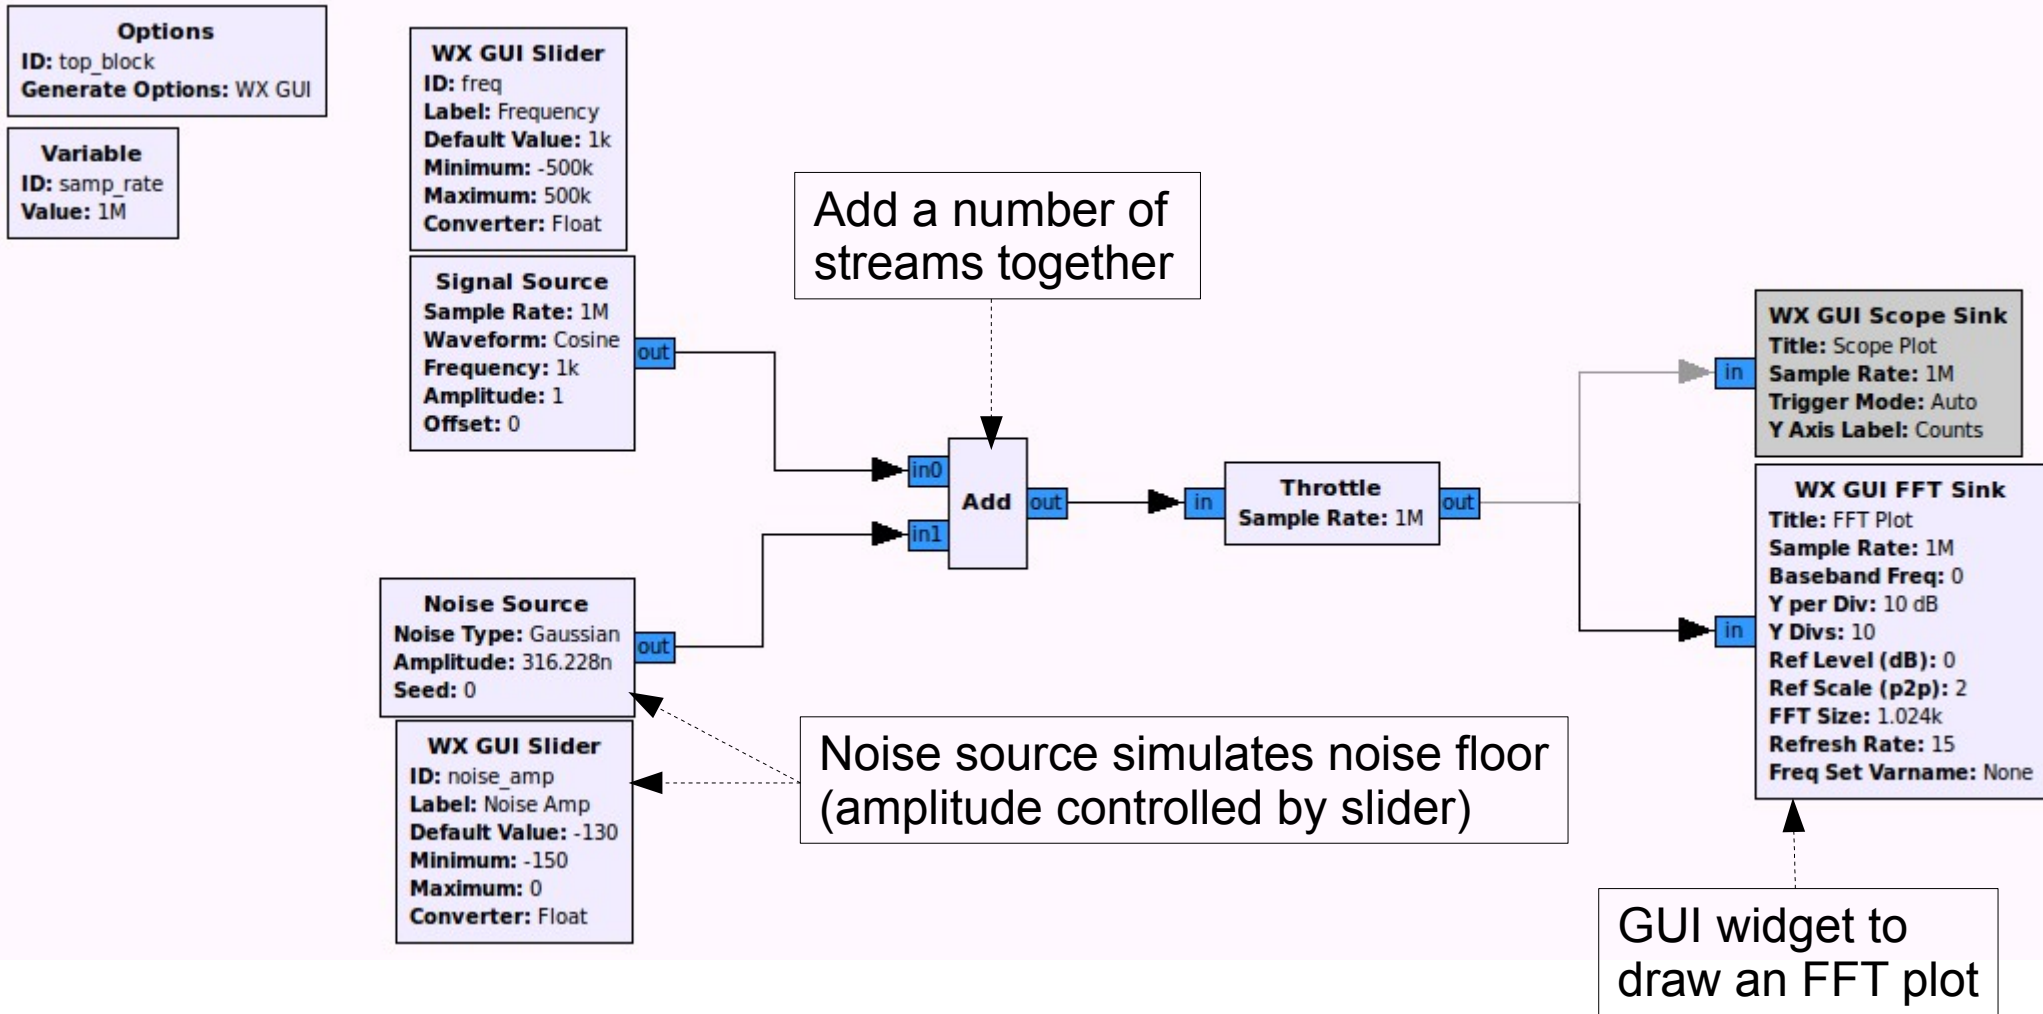 Options
ID: top_block
Generate Options: WX GUI
Variable
ID: samp_rate
Value: 1M
WX GUI Slider
ID: freq
Label: Frequency
Default Value: 1k
Minimum: -500k
Maximum: 500k
Converter: Float
Signal Source
Sample Rate: 1M
Waveform: Cosine
Frequency: 1k
Amplitude: 1
Offset: 0
out
Noise Source
Noise Type: Gaussian
Amplitude: 316.228n
Seed: 0
out
WX GUI Slider
ID: noise_amp
Label: Noise Amp
Default Value: -130
Minimum: -150
Maximum: 0
Converter: Float
Add a number of
streams together
in0
in1
Add
out
in
Throttle
Sample Rate: 1M
out
Noise source simulates noise floor
(amplitude controlled by slider)
in
WX GUI Scope Sink
Title: Scope Plot
Sample Rate: 1M
Trigger Mode: Auto
Y Axis Label: Counts
in
WX GUI FFT Sink
Title: FFT Plot
Sample Rate: 1M
Baseband Freq: 0
Y per Div: 10 dB
Y Divs: 10
Ref Level (dB): 0
Ref Scale (p2p): 2
FFT Size: 1.024k
Refresh Rate: 15
Freq Set Varname: None
GUI widget to
draw an FFT plot